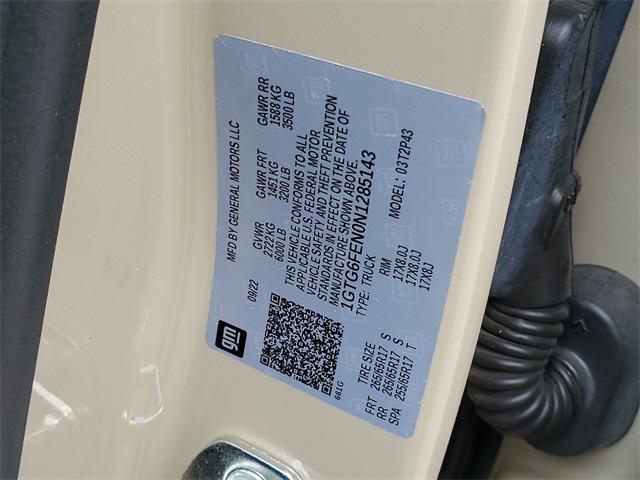 gm
MFD BY GENERAL MOTORS LLC
09/22
GVWR GAWR FRT GAWR RR
2722KG 1451 KG 1588 KG
6000 LB 3200 LB 3500 LB
THIS VEHICLE CONFORMS TO ALL
APPLICABLE U.S. FEDERAL MOTOR
VEHICLE SAFETY AND THEFT PREVENTION
STANDARDS IN EFFECT ON THE DATE OF
MANUFACTURE SHOWN ABOVE.
1GTG6FEN0N1285143
TYPE: TRUCK MODEL: 03T2P43
661G
TIRE SIZE RIM
FRT 265/65R17 S 17X8.0J
RR 265/65R17 S 17X8.0J
SPA 255/65R17 T 17X8J